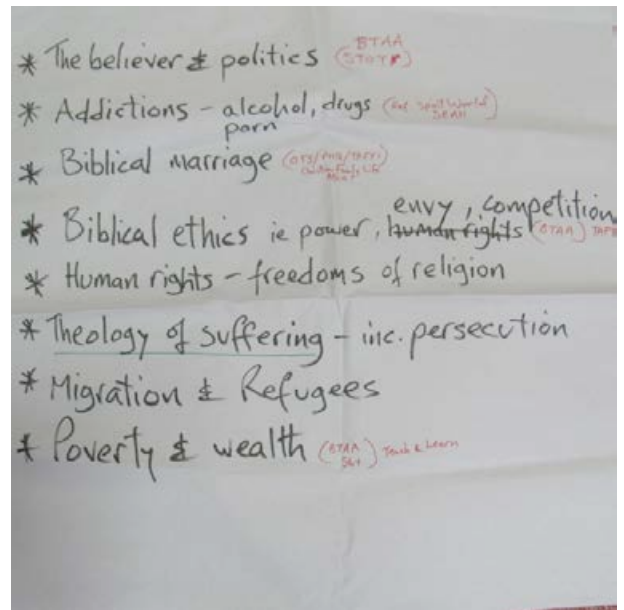 * The believer & politics (BTAA
STOTT)
* Addictions - alcohol, drugs
porn
* Biblical marriage
envy, competition
* Biblical ethics ie power, human rights (BTAA)
* Human rights - freedoms of religion
* Theology of suffering - inc. persecution
* Migration & Refugees
* Poverty & wealth (BTAA Teach & Learn